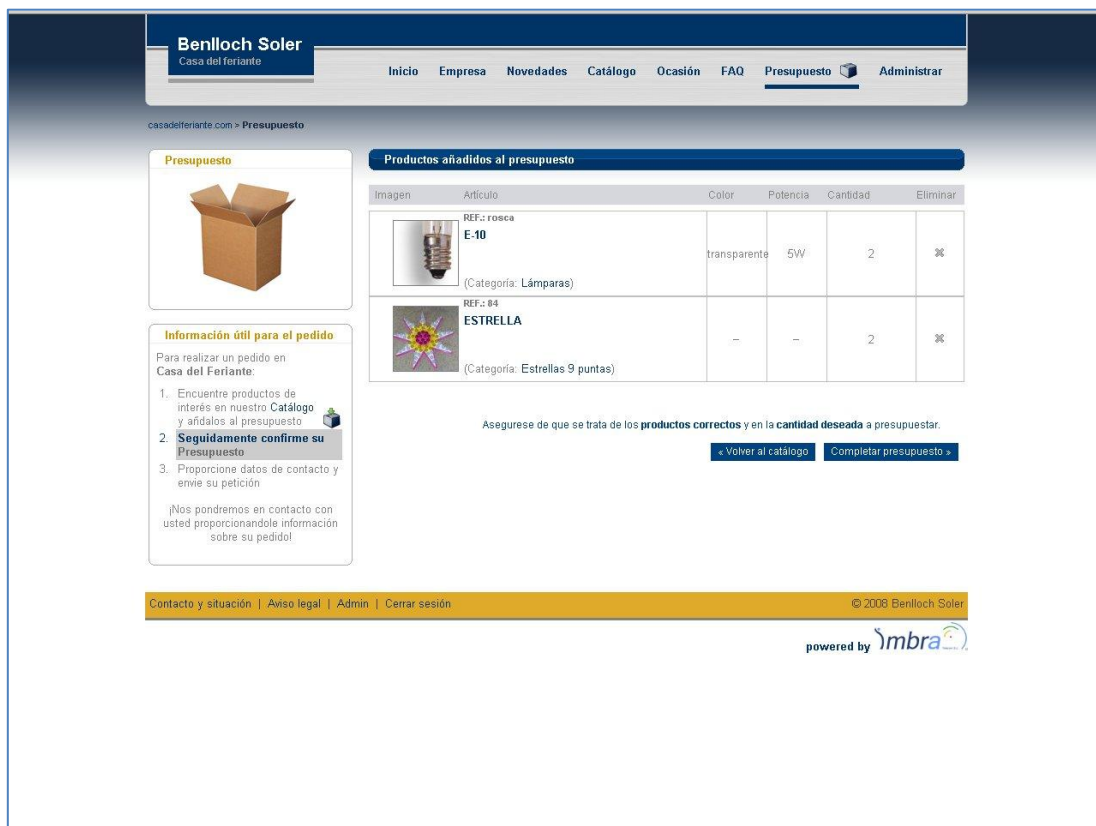 Benlloch Soler
Casa del feriante
Inicio Empresa Novedades Catálogo Ocasión FAQ Presupuesto Administrar
casadelferiante.com > Presupuesto
Presupuesto
Información útil para el pedido
Para realizar un pedido en
Casa del Feriante:
1. Encuentre productos de
interés en nuestro Catálogo
y añdalos al presupuesto
2. Seguidamente confirme su
Presupuesto
3. Proporcione datos de contacto y
envie su petición
¡Nos pondremos en contacto con
usted proporcionandole información
sobre su pedido!
Productos añadidos al presupuesto
Imagen Artículo Color Potencia Cantidad Eliminar
REF.: rosca
E-10
transparente 5W 2
(Categoría: Lámparas)
REF.: 84
ESTRELLA
– – 2
(Categoría: Estrellas 9 puntas)
Asegurese de que se trata de los productos correctos y en la cantidad deseada a presupuestar.
« Volver al catálogo Completar presupuesto »
Contacto y situación | Aviso legal | Admin | Cerrar sesión © 2008 Benlloch Soler
powered by imbra